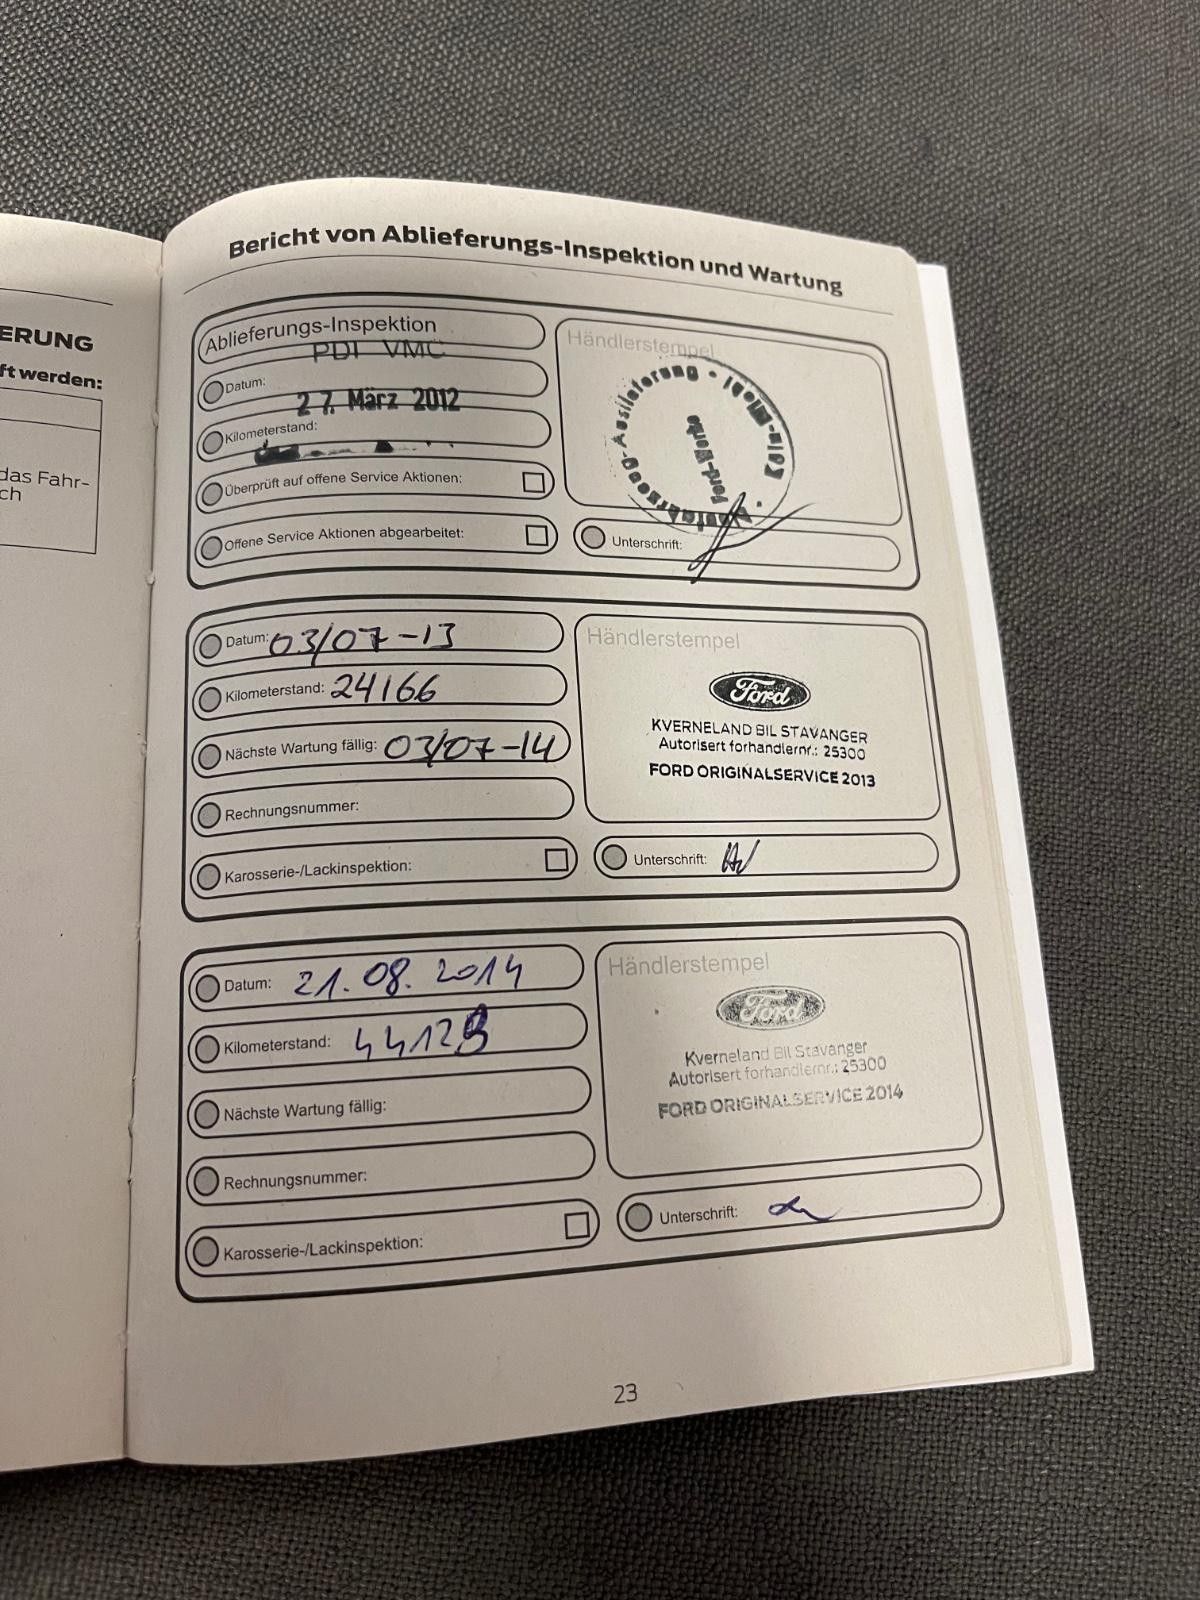 ERUNG
ft werden:
das Fahr-
ch
Bericht von Ablieferungs-Inspektion und Wartung
Ablieferungs-Inspektion
PDI VMC
Datum:
27. März 2012
Kilometerstand:
Überprüft auf offene Service Aktionen:
Offene Service Aktionen abgearbeitet:
Händlerstempel
Ford-Werke
Unterschrift:
Datum: 03/07-13
Kilometerstand: 24166
Nächste Wartung fällig: 03/07-14
Rechnungsnummer:
Karosserie-/Lackinspektion:
Händlerstempel
Ford
KVERNELAND BIL STAVANGER
Autorisert forhandlernr.: 25300
FORD ORIGINALSERVICE 2013
Unterschrift:
Datum: 21.08.2014
Kilometerstand:
Nächste Wartung fällig:
Rechnungsnummer:
Karosserie-/Lackinspektion:
Händlerstempel
Ford
Kverneland Bil Stavanger
Autorisert forhandlernr.: 25300
FORD ORIGINALSERVICE 2014
Unterschrift:
23